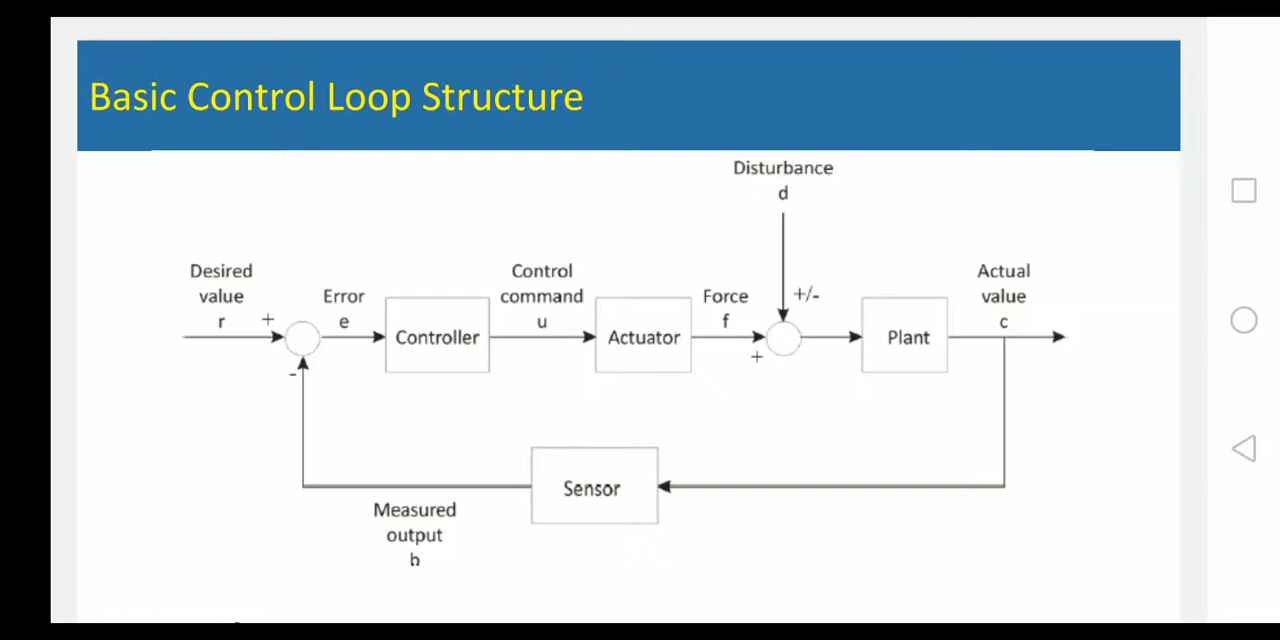 Basic Control Loop Structure
Disturbance
d
Desired
value
r
+
-
Error
e
Controller
Control
command
u
Actuator
Force
f
+
+/-
Plant
Actual
value
c
Sensor
Measured
output
b